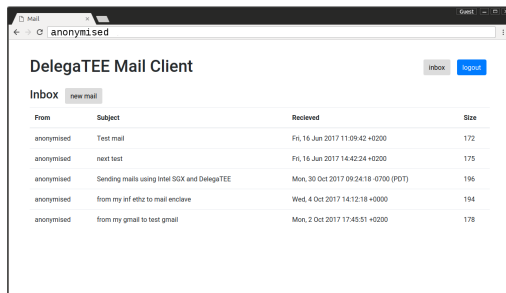 Guest
Mail
anonymised
DelegaTEE Mail Client
inbox logout
Inbox new mail
From Subject Recieved Size
anonymised Test mail Fri, 16 Jun 2017 11:09:42 +0200 172
anonymised next test Fri, 16 Jun 2017 14:42:24 +0200 175
anonymised Sending mails using Intel SGX and DelegaTEE Mon, 30 Oct 2017 09:24:18 -0700 (PDT) 196
anonymised from my inf ethz to mail enclave Wed, 4 Oct 2017 14:12:18 +0000 194
anonymised from my gmail to test gmail Mon, 2 Oct 2017 17:45:51 +0200 178